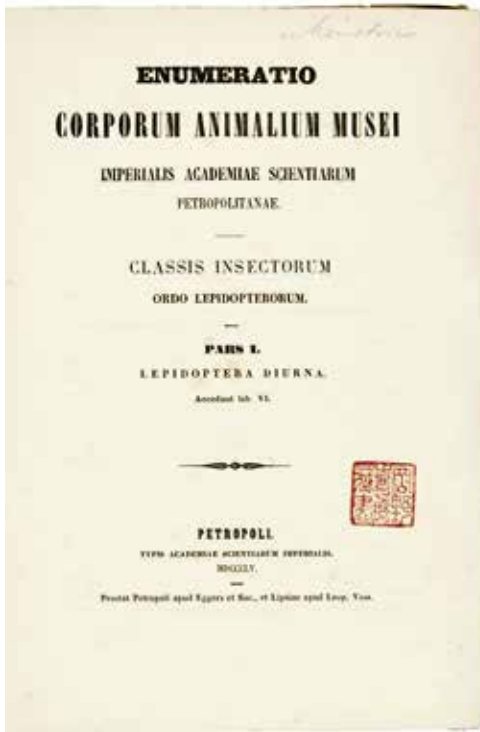 ENUMERATIO
CORPORUM ANIMALIUM MUSEI
IMPERIALIS ACADEMIAE SCIENTIARUM
PETROPOLITANAE.
CLASSIS INSECTORUM
ORDO LEPIDOPTERORUM.
PARS I.
LEPIDOPTERA DIURNA.
Accedunt tab. VI.
PETROPOLI.
TYPIS ACADEMIAE SCIENTIARUM IMPERIALIS.
MDCCCLV.
Prostat Petropoli apud Eggers et Soc., et Lipsiae apud Leop. Voss.